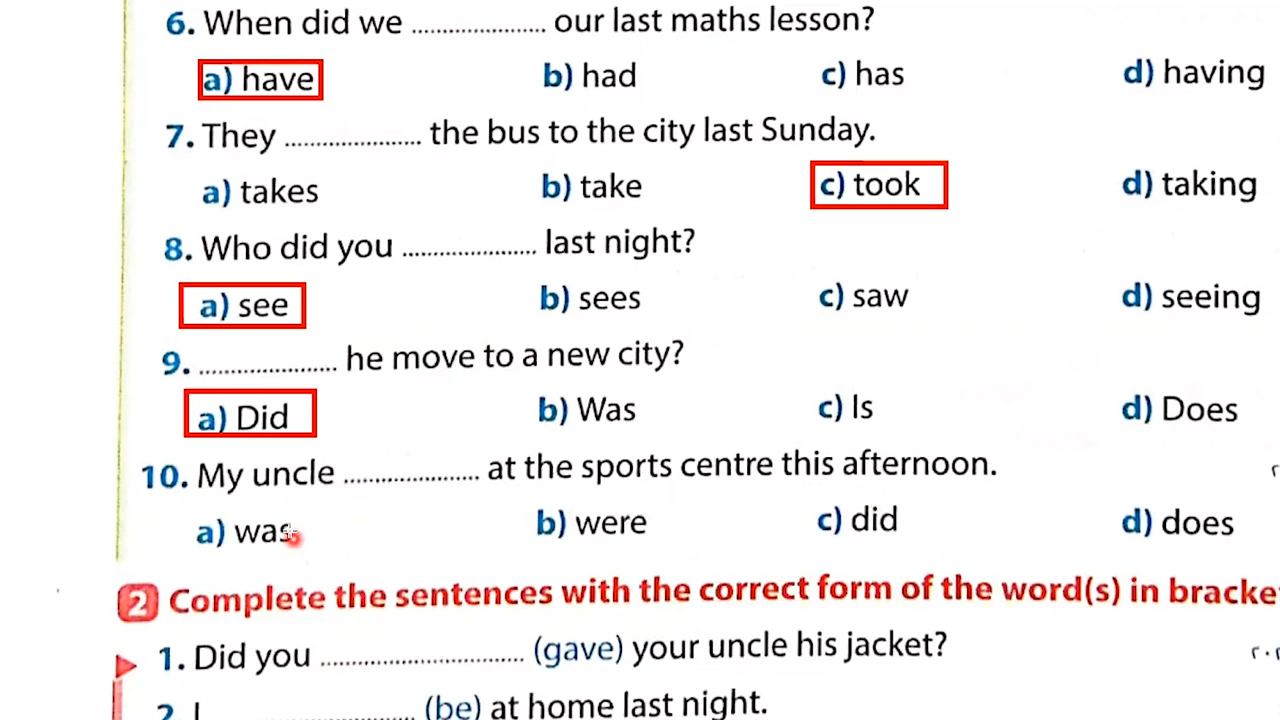 6. When did we ...................... our last maths lesson?
a) have b) had c) has d) having
7. They ...................... the bus to the city last Sunday.
a) takes b) take c) took d) taking
8. Who did you ...................... last night?
a) see b) sees c) saw d) seeing
9. ...................... he move to a new city?
a) Did b) Was c) Is d) Does
10. My uncle ...................... at the sports centre this afternoon.
a) was b) were c) did d) does
2 Complete the sentences with the correct form of the word(s) in
1. Did you ................................. (gave) your uncle his jacket?
2. I ................................. (be) at home last night.